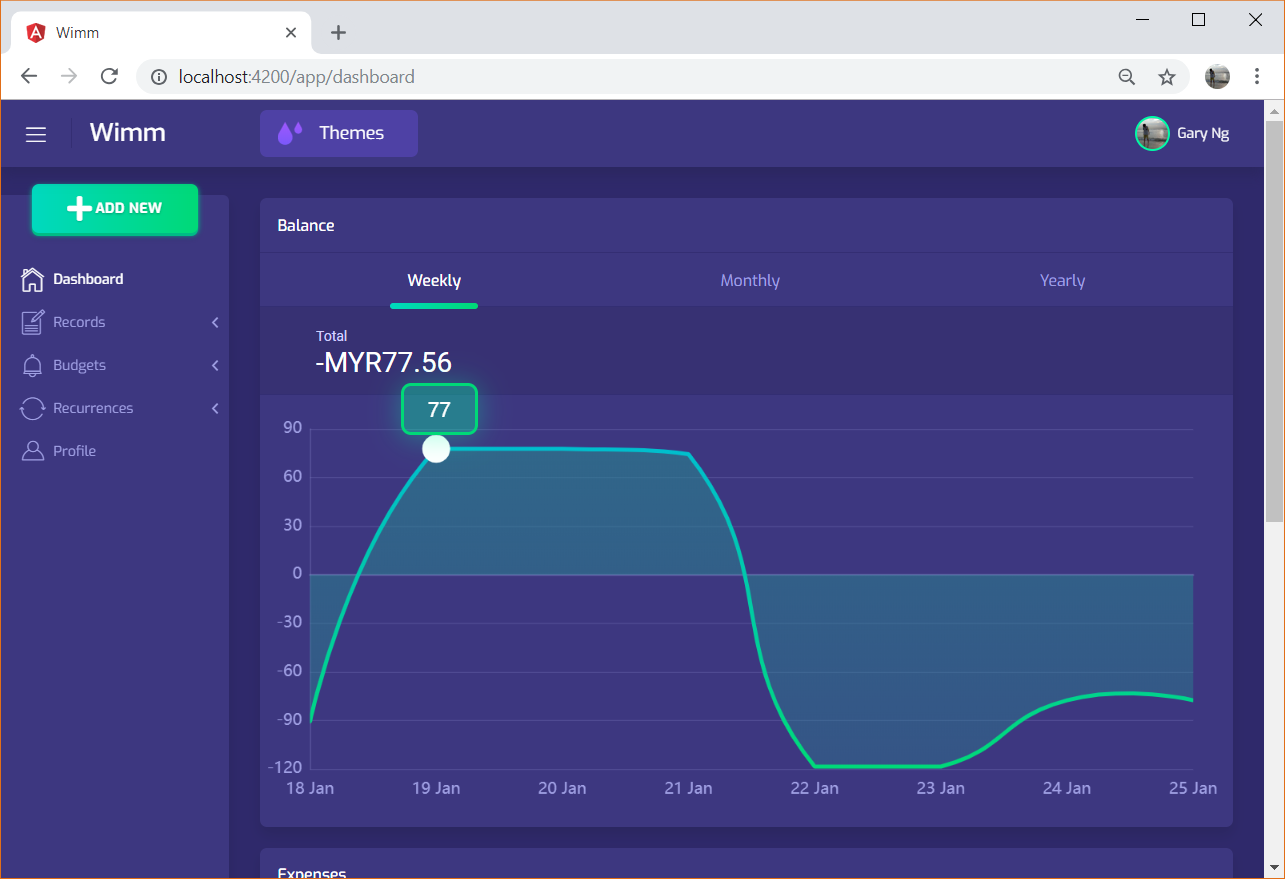 Wimm
localhost:4200/app/dashboard
Wimm
Themes
Gary Ng
ADD NEW
Dashboard
Records
Budgets
Recurrences
Profile
Balance
Weekly Monthly Yearly
Total
-MYR77.56
77
90
60
30
0
-30
-60
-90
-120
18 Jan 19 Jan 20 Jan 21 Jan 22 Jan 23 Jan 24 Jan 25 Jan
Expenses